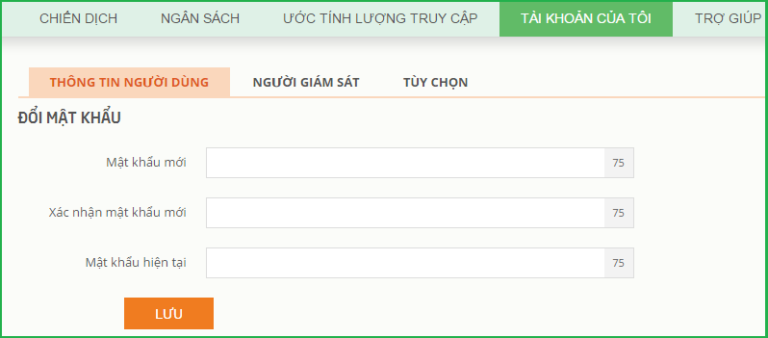 CHIẾN DỊCH NGÂN SÁCH ƯỚC TÍNH LƯỢNG TRUY CẬP TÀI KHOẢN CỦA TÔI TRỢ GIÚP
THÔNG TIN NGƯỜI DÙNG NGƯỜI GIÁM SÁT TÙY CHỌN
ĐỔI MẬT KHẨU
Mật khẩu mới 75
Xác nhận mật khẩu mới 75
Mật khẩu hiện tại 75
LƯU